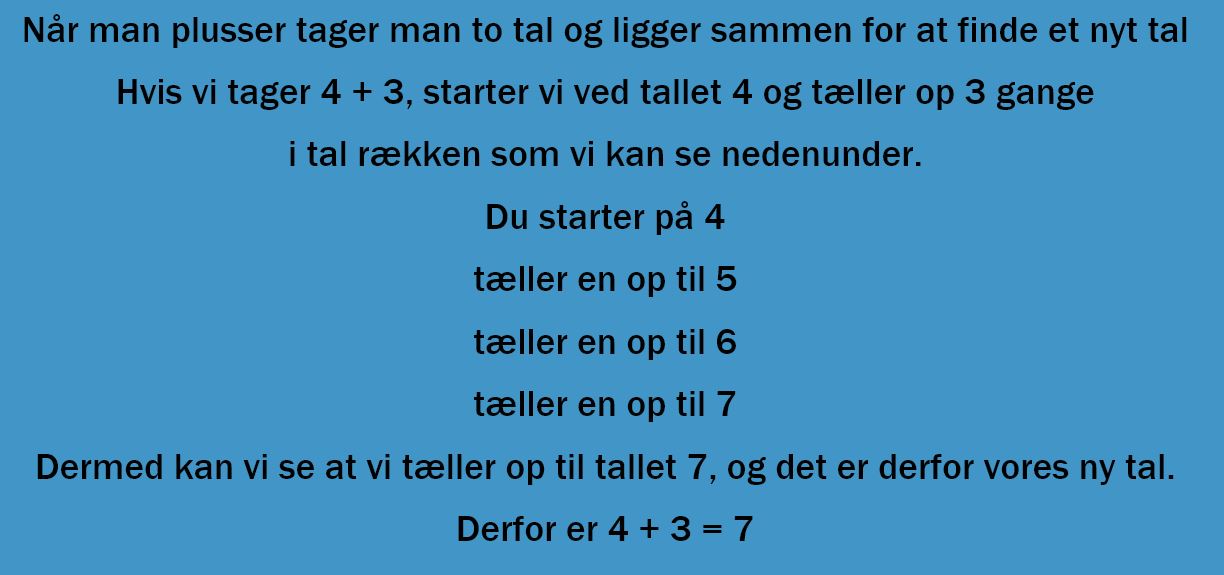 Når man plusser tager man to tal og ligger sammen for at finde et nyt tal
Hvis vi tager 4 + 3, starter vi ved tallet 4 og tæller op 3 gange
i tal rækken som vi kan se nedenunder.
Du starter på 4
tæller en op til 5
tæller en op til 6
tæller en op til 7
Dermed kan vi se at vi tæller op til tallet 7, og det er derfor vores ny tal.
Derfor er 4 + 3 = 7